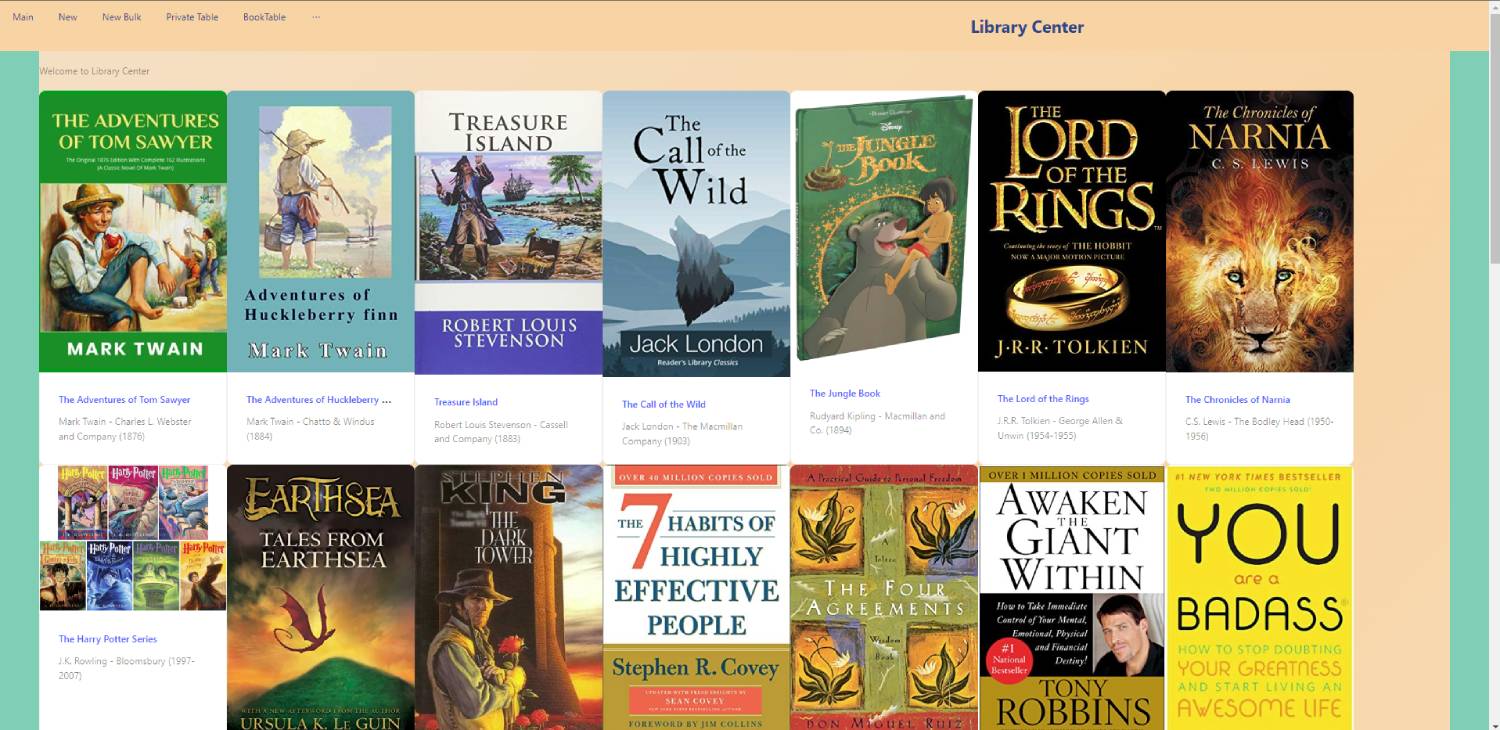 Main New New Bulk Private Table BookTable ···
Library Center
Welcome to Library Center
THE ADVENTURES
OF TOM SAWYER
The Original 1876 Edition With Complete 162 Illustrations
(A Classic Novel Of Mark Twain)
MARK TWAIN
The Adventures of Tom Sawyer
Mark Twain - Charles L. Webster
and Company (1876)
Adventures of
Huckleberry finn
Mark Twain
The Adventures of Huckleberry ...
Mark Twain - Chatto & Windus
(1884)
TREASURE
ISLAND
ROBERT LOUIS
STEVENSON
Treasure Island
Robert Louis Stevenson - Cassell
and Company (1883)
The
Call of the
Wild
Jack London
Reader's Library Classics
The Call of the Wild
Jack London - The Macmillan
Company (1903)
Disney
THE JUNGLE
BOOK
The Jungle Book
Rudyard Kipling - Macmillan and
Co. (1894)
THE
LORD
OF THE
RINGS™
Continuing the story of THE HOBBIT
NOW A MAJOR MOTION PICTURE
J·R·R·TOLKIEN
The Lord of the Rings
J.R.R. Tolkien - George Allen &
Unwin (1954-1955)
The Chronicles of
NARNIA
C. S. LEWIS
The Chronicles of Narnia
C.S. Lewis - The Bodley Head (1950-
1956)
Harry Potter Harry Potter Harry Potter
Harry Potter Harry Potter Harry Potter Harry Potter
The Harry Potter Series
J.K. Rowling - Bloomsbury (1997-
2007)
EARTHSEA
TALES FROM
EARTHSEA
WITH A NEW AFTERWORD FROM THE AUTHOR
URSULA K. LE GUIN
STEPHEN
KING
THE
DARK
TOWER
OVER 40 MILLION COPIES SOLD
THE 7 HABITS OF
HIGHLY
EFFECTIVE
PEOPLE
Stephen R. Covey
UPDATED WITH FRESH INSIGHTS BY
SEAN COVEY
FOREWORD BY JIM COLLINS
A Practical Guide to Personal Freedom
THE FOUR
AGREEMENTS
A
Toltec
Wisdom
Book
DON MIGUEL RUIZ
OVER 1 MILLION COPIES SOLD
AWAKEN
THE
GIANT
WITHIN
How to Take Immediate
Control of Your Mental,
Emotional, Physical
and Financial
Destiny!
#1
National
Bestseller
TONY
ROBBINS
#1 NEW YORK TIMES BESTSELLER
TWO MILLION COPIES SOLD!
YOU
are a
BADASS®
HOW TO STOP DOUBTING
YOUR GREATNESS
AND START LIVING AN
AWESOME LIFE